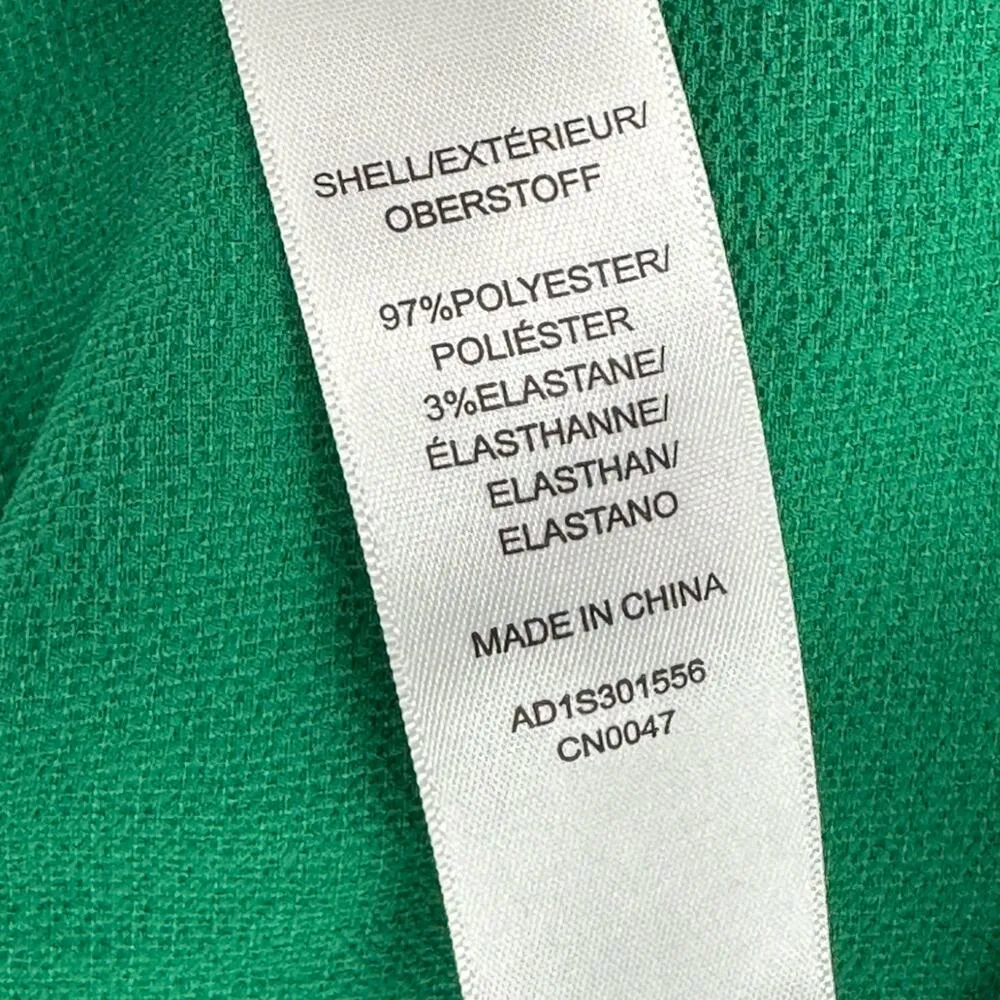 SHELL/EXTÉRIEUR/
OBERSTOFF
97%POLYESTER/
POLIÉSTER
3%ELASTANE/
ÉLASTHANNE/
ELASTHAN/
ELASTANO
MADE IN CHINA
AD1S301556
CN0047